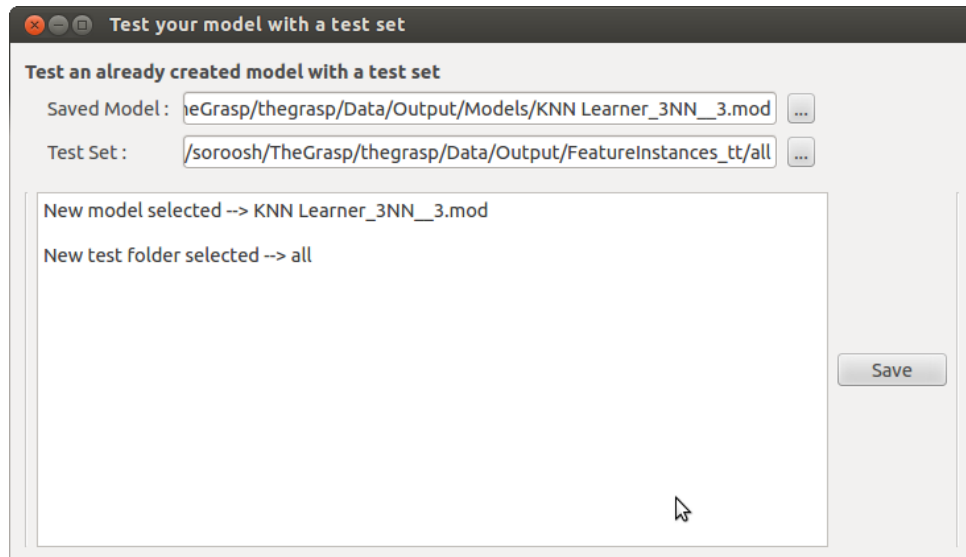 Test your model with a test set
Test an already created model with a test set
Saved Model : heGrasp/thegrasp/Data/Output/Models/KNN Learner_3NN__3.mod ...
Test Set : /soroosh/TheGrasp/thegrasp/Data/Output/FeatureInstances_tt/all ...
New model selected --> KNN Learner_3NN__3.mod
New test folder selected --> all
Save